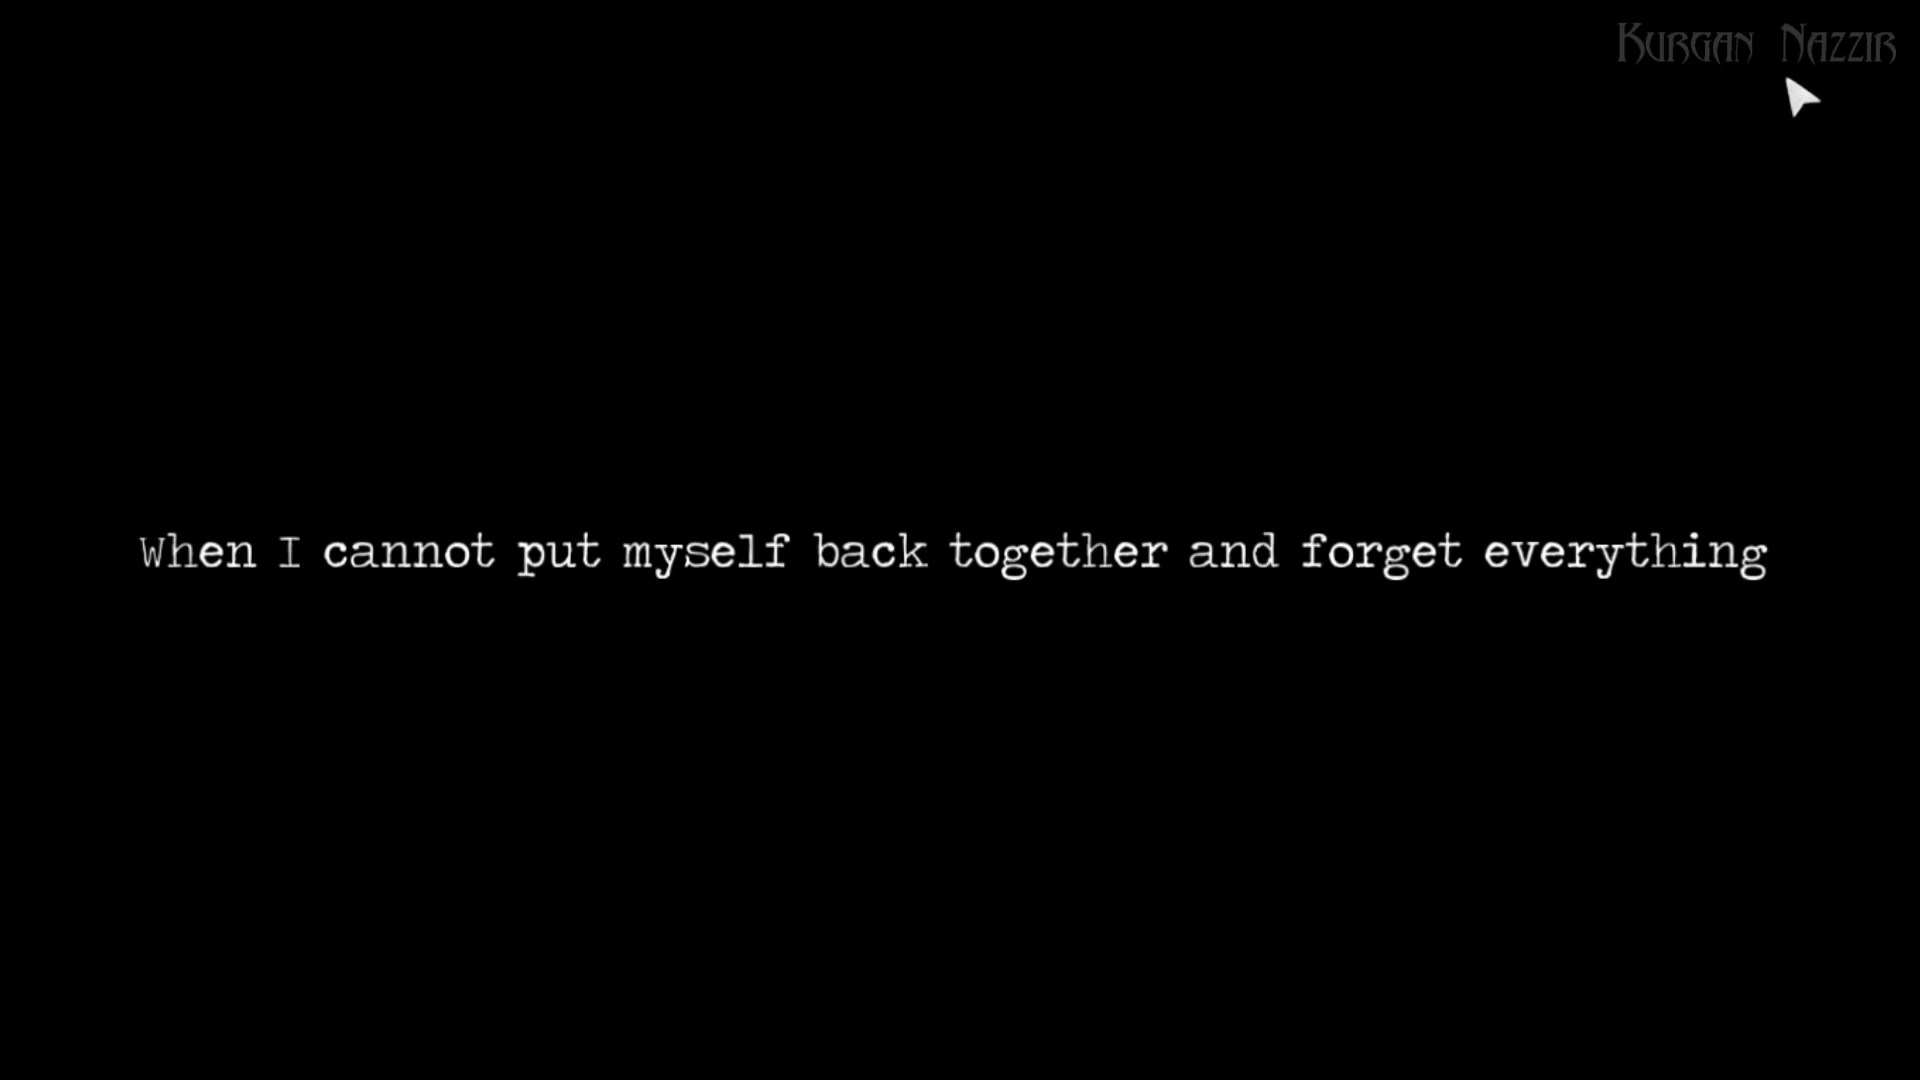 Kurgan Nazzir
When I cannot put myself back together and forget everything